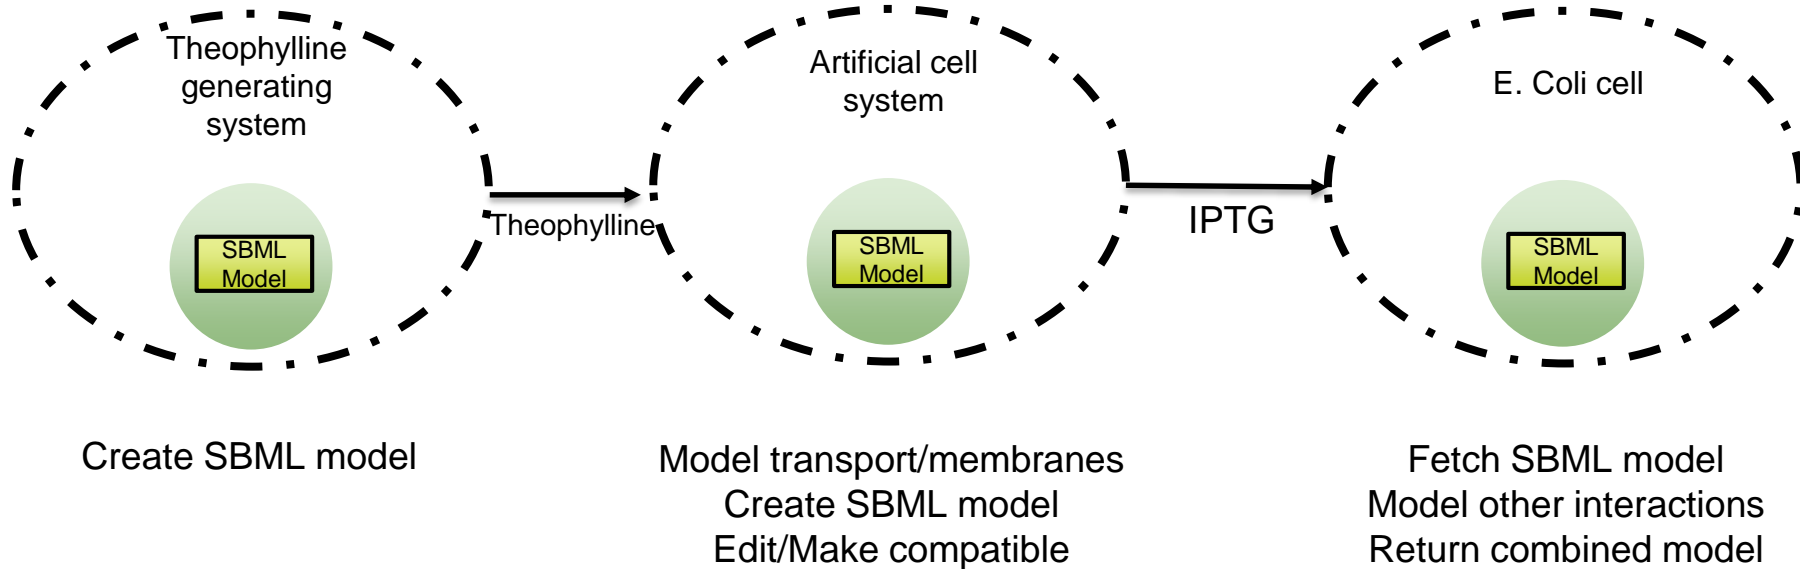 Theophylline
generating
system
SBML
Model
Create SBML model
Theophylline
Artificial cell
system
SBML
Model
Model transport/membranes
Create SBML model
Edit/Make compatible
IPTG
E. Coli cell
SBML
Model
Fetch SBML model
Model other interactions
Return combined model